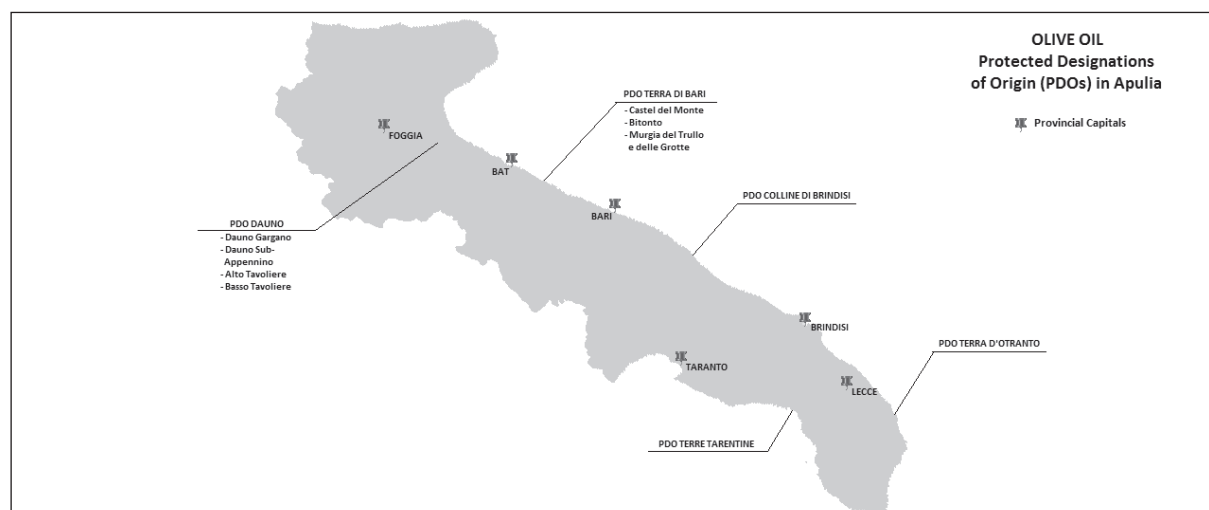 OLIVE OIL
Protected Designations
of Origin (PDOs) in Apulia
Provincial Capitals
PDO TERRA DI BARI
- Castel del Monte
- Bitonto
- Murgia del Trullo
e delle Grotte
FOGGIA
BAT
BARI
PDO COLLINE DI BRINDISI
PDO DAUNO
- Dauno Gargano
- Dauno Sub-
Appennino
- Alto Tavoliere
- Basso Tavoliere
BRINDISI
PDO TERRA D'OTRANTO
TARANTO
LECCE
PDO TERRE TARENTINE